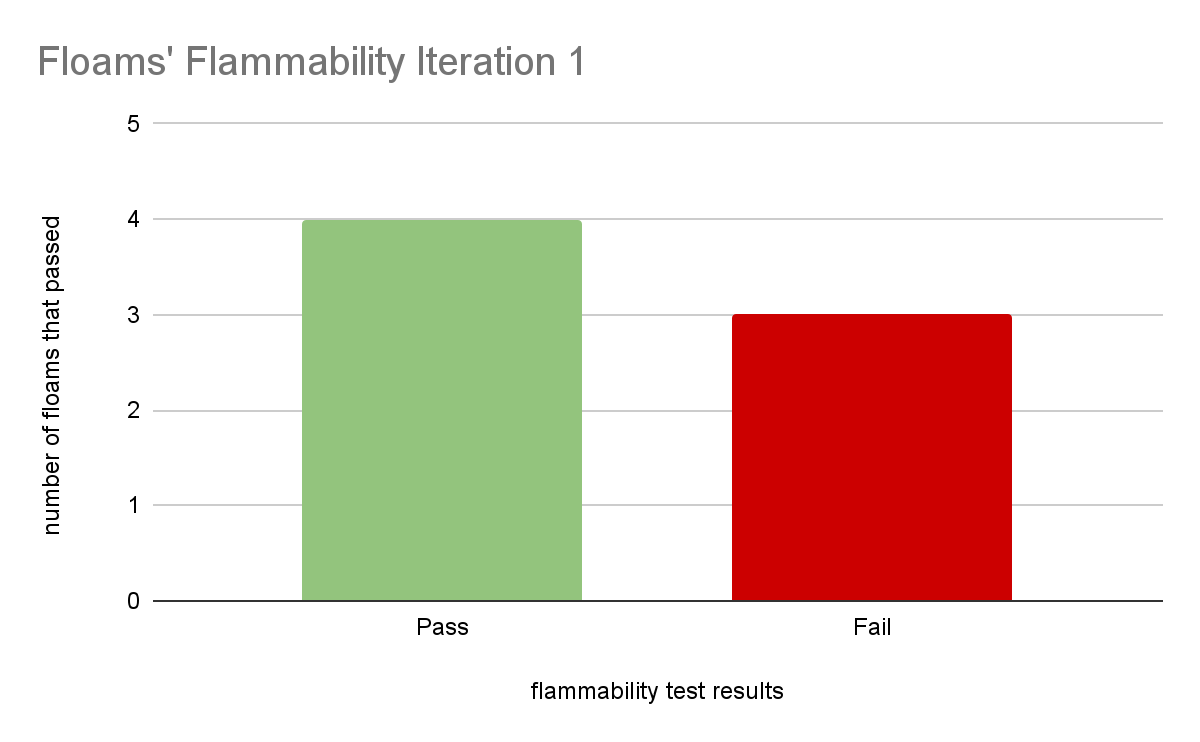 Floams' Flammability Iteration 1
number of floams that passed
5
4
3
2
1
0
Pass
Fail
flammability test results